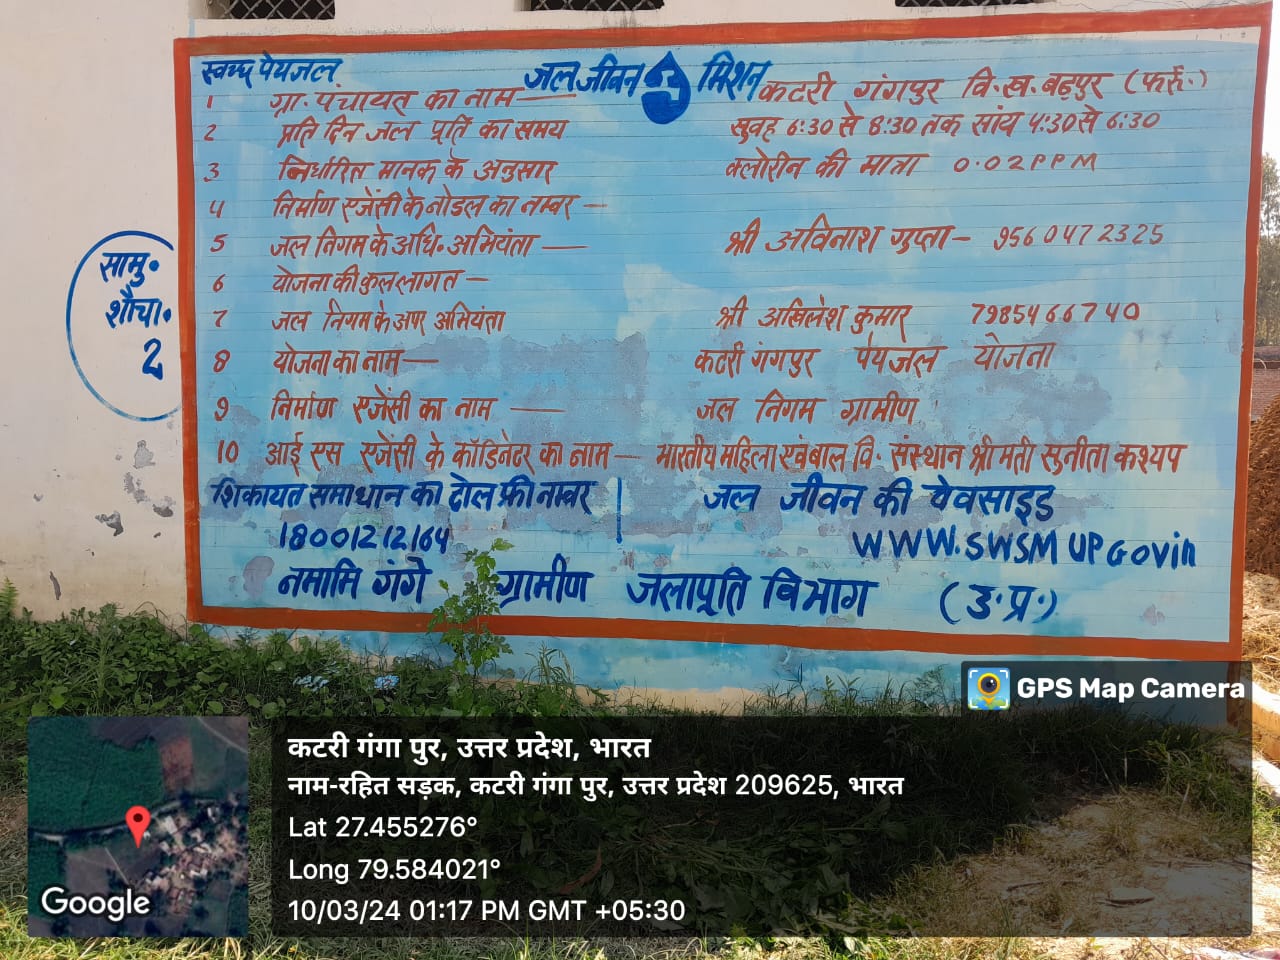 स्वच्छ पेयजल जल जीवन मिशन
1 ग्रा. पंचायत का नाम — कटरी गंगपुर वि.ख. बढ़पुर (फर्रु.)
2 प्रति दिन जल पूर्ति का समय सुवह 6:30 से 8:30 तक सांय 4:30 से 6:30
3 निर्धारित मानक के अनुसार क्लोरीन की मात्रा 0.02 PPM
4 निर्माण एजेंसी के नोडल का नम्बर —
5 जल निगम के अधि. अभियंता — श्री अविनाश गुप्ता - 9560472325
6 योजना की कुल लागत —
7 जल निगम के अपर अभियंता श्री अखिलेश कुमार 7985466740
8 योजना का नाम — कटरी गंगपुर पेयजल योजना
9 निर्माण एजेंसी का नाम — जल निगम ग्रामीण
10 आई एस एजेंसी के कॉडिनेटर का नाम — भारतीय महिला एवं बाल वि. संस्थान श्रीमती सुनीता कश्यप
शिकायत समाधान का टोल फ्री नम्बर | जल जीवन की वेवसाइड
18001212164 WWW.SWSM UP Govin
नमामि गंगे ग्रामीण जलापूर्ति विभाग (उ.प्र.)
सामु.
शौचा.
2
GPS Map Camera
कटरी गंगा पुर, उत्तर प्रदेश, भारत
नाम-रहित सड़क, कटरी गंगा पुर, उत्तर प्रदेश 209625, भारत
Lat 27.455276°
Long 79.584021°
10/03/24 01:17 PM GMT +05:30
Google